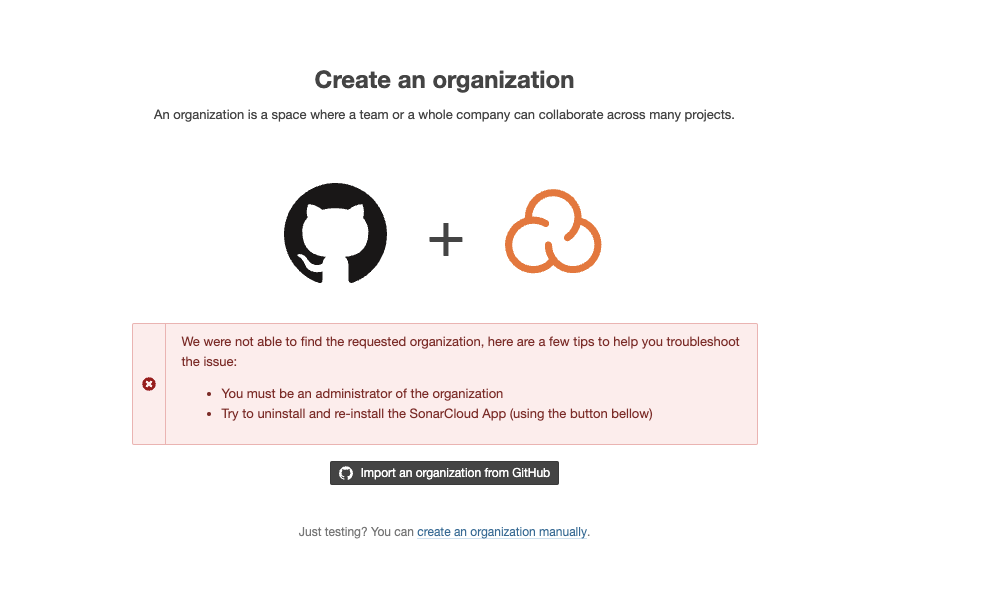 Create an organization
An organization is a space where a team or a whole company can collaborate across many projects.
+
We were not able to find the requested organization, here are a few tips to help you troubleshoot
the issue:
• You must be an administrator of the organization
• Try to uninstall and re-install the SonarCloud App (using the button bellow)
Import an organization from GitHub
Just testing? You can create an organization manually.